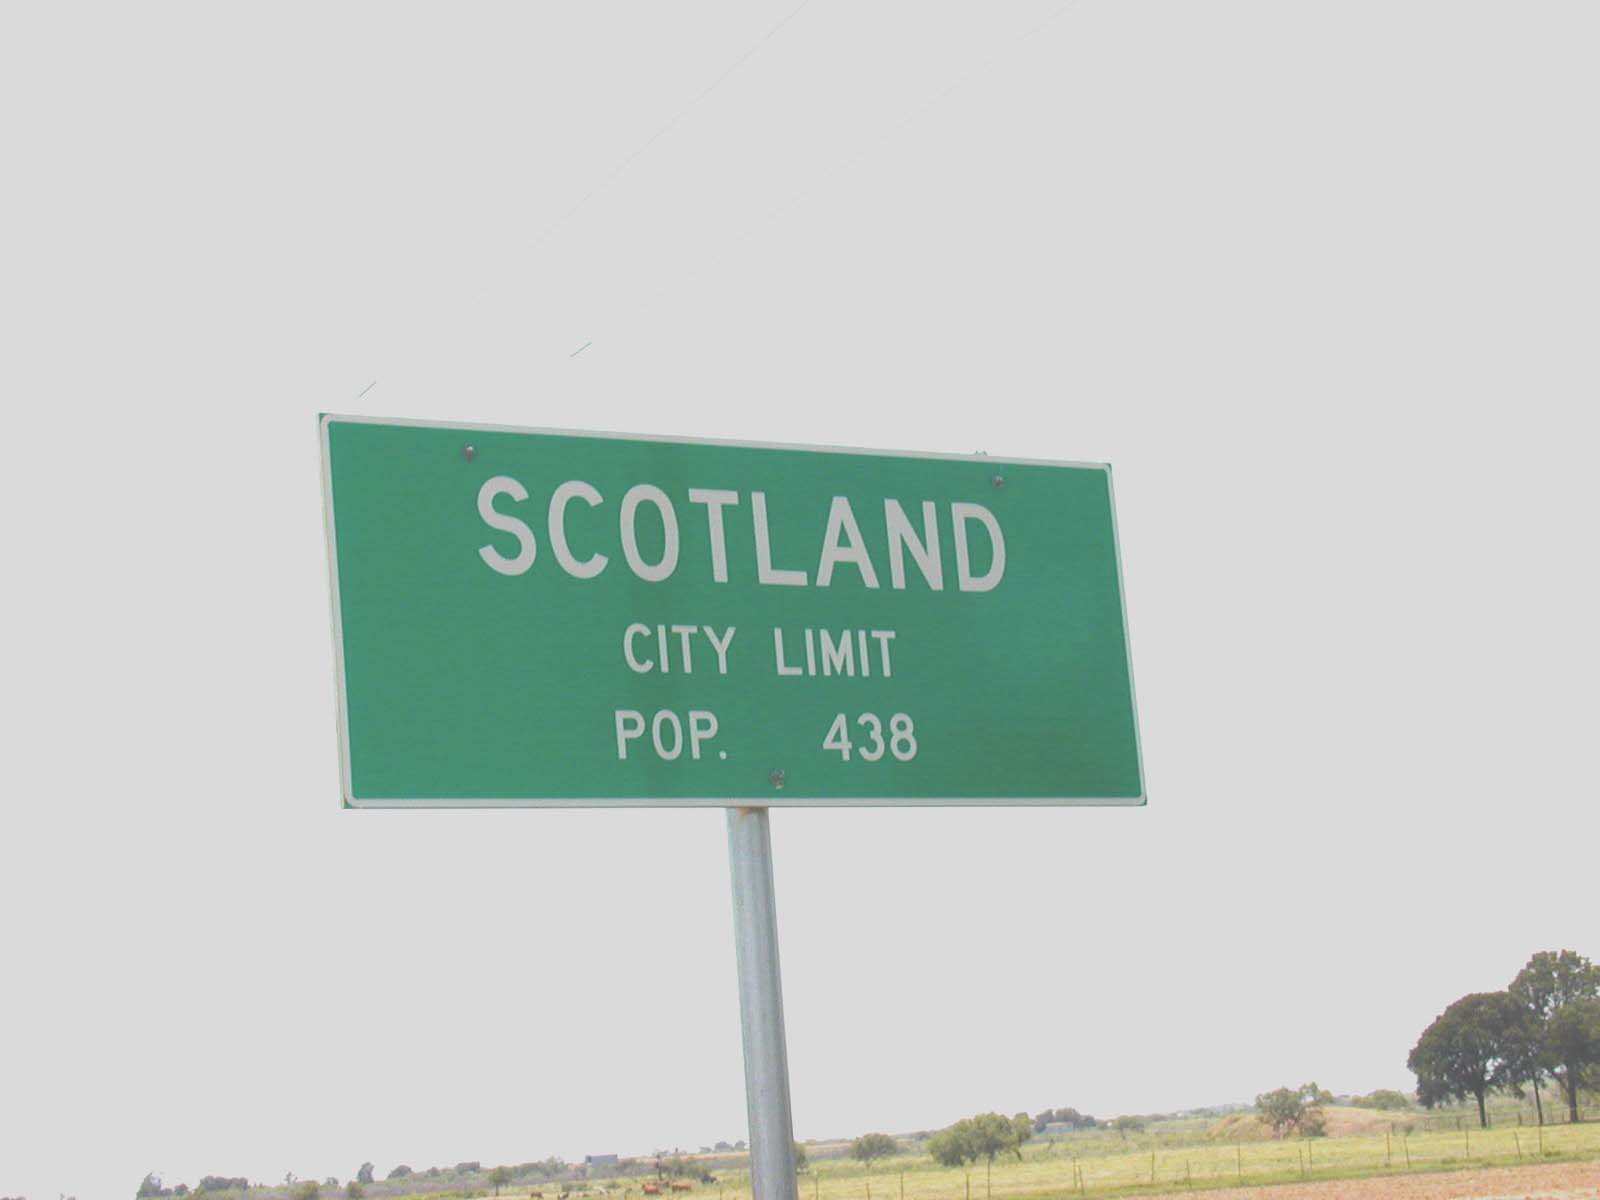 SCOTLAND
CITY LIMIT
POP. 438